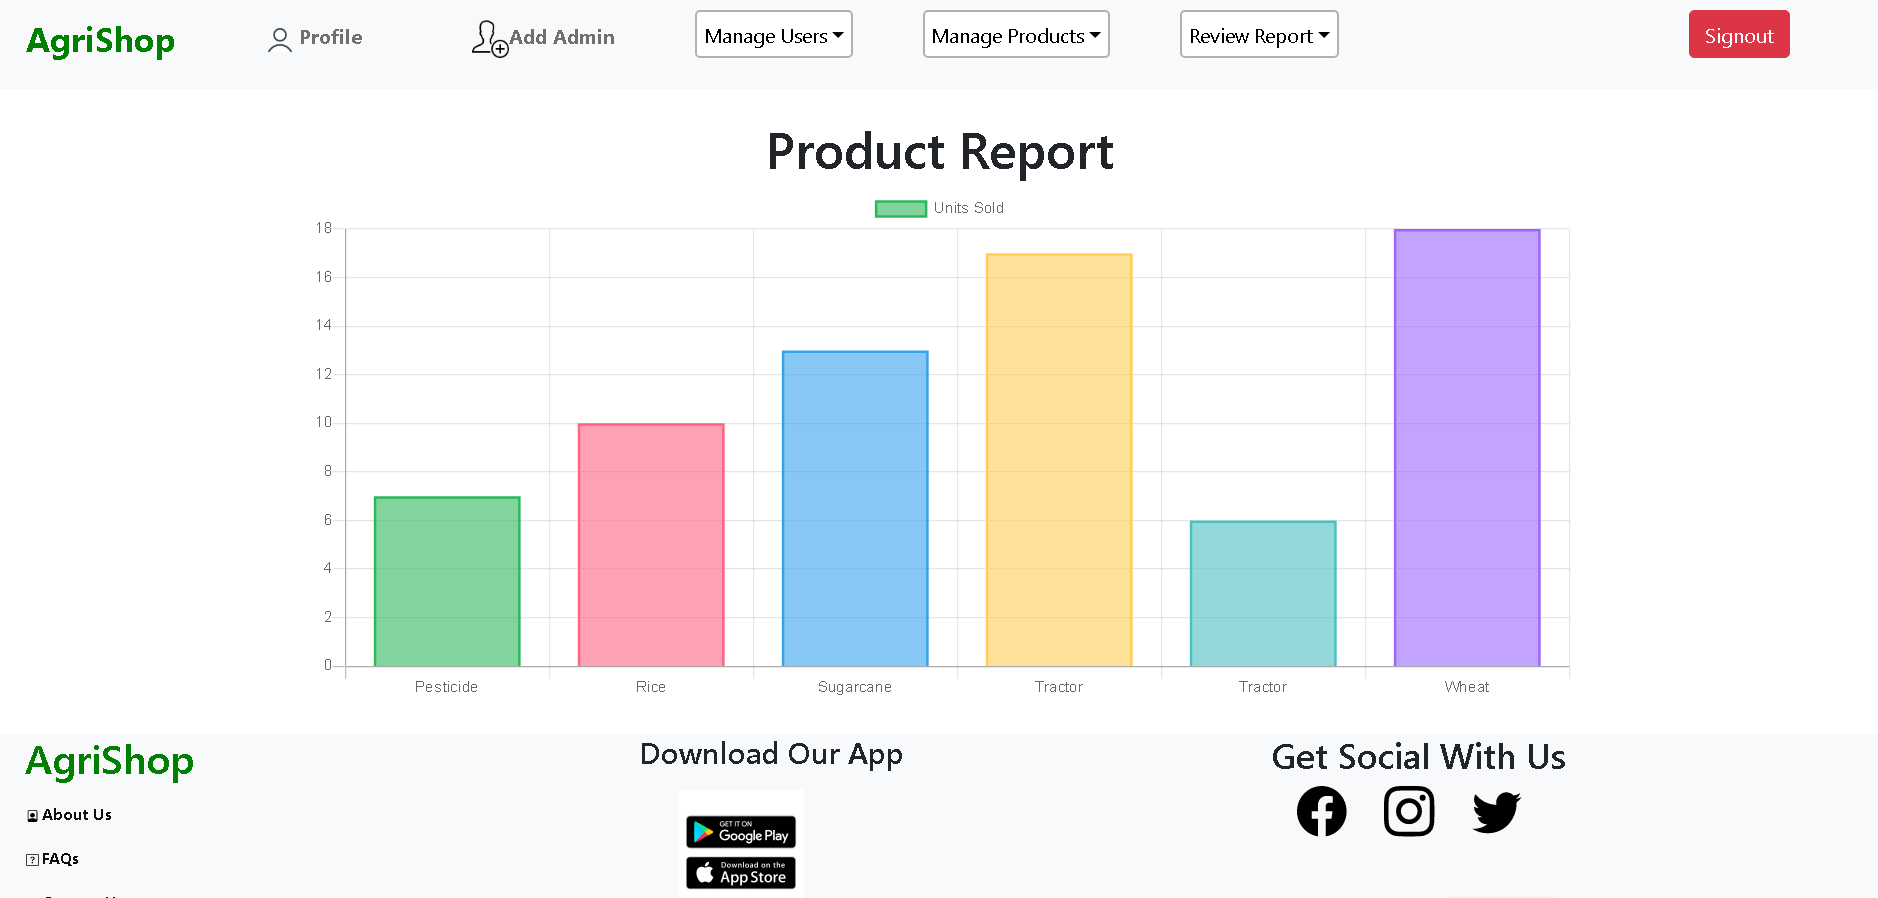 AgriShop
Profile
Add Admin
Manage Users
Manage Products
Review Report
Signout
Product Report
Units Sold
18
16
14
12
10
8
6
4
2
0
Pesticide
Rice
Sugarcane
Tractor
Tractor
Wheat
AgriShop
About Us
FAQs
Download Our App
GET IT ON
Google Play
Download on the
App Store
Get Social With Us